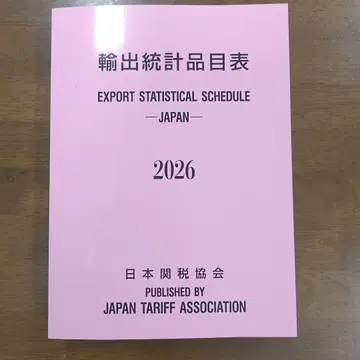 輸出統計品目表
EXPORT STATISTICAL SCHEDULE
—JAPAN—
2026
日本関税協会
PUBLISHED BY
JAPAN TARIFF ASSOCIATION